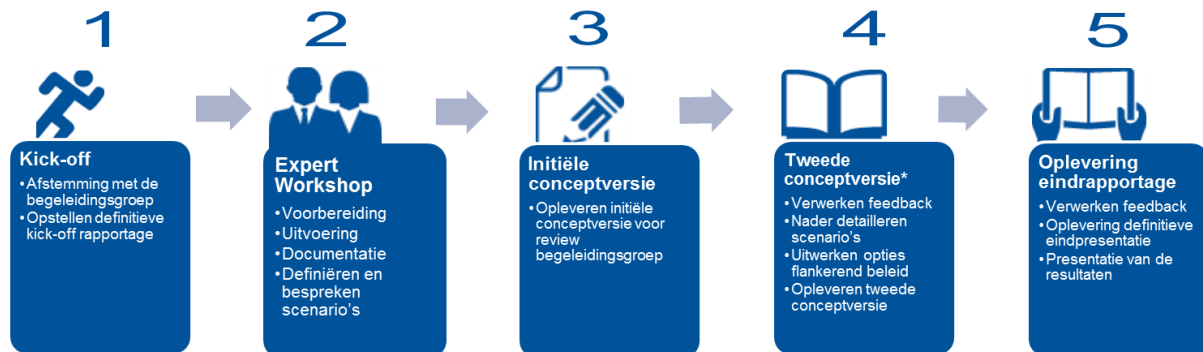 1
2
3
4
5
Kick-off
•Afstemming met de
begeleidingsgroep
•Opstellen definitieve
kick-off rapportage
Expert
Workshop
•Voorbereiding
•Uitvoering
•Documentatie
•Definiëren en
bespreken
scenario's
Initiële
conceptversie
•Opleveren initiële
conceptversie voor
review
begeleidingsgroep
Tweede
conceptversie*
•Verwerken feedback
•Nader detailleren
scenario's
•Uitwerken opties
flankerend beleid
•Opleveren tweede
conceptversie
Oplevering
eindrapportage
•Verwerken feedback
•Oplevering definitieve
eindpresentatie
•Presentatie van de
resultaten